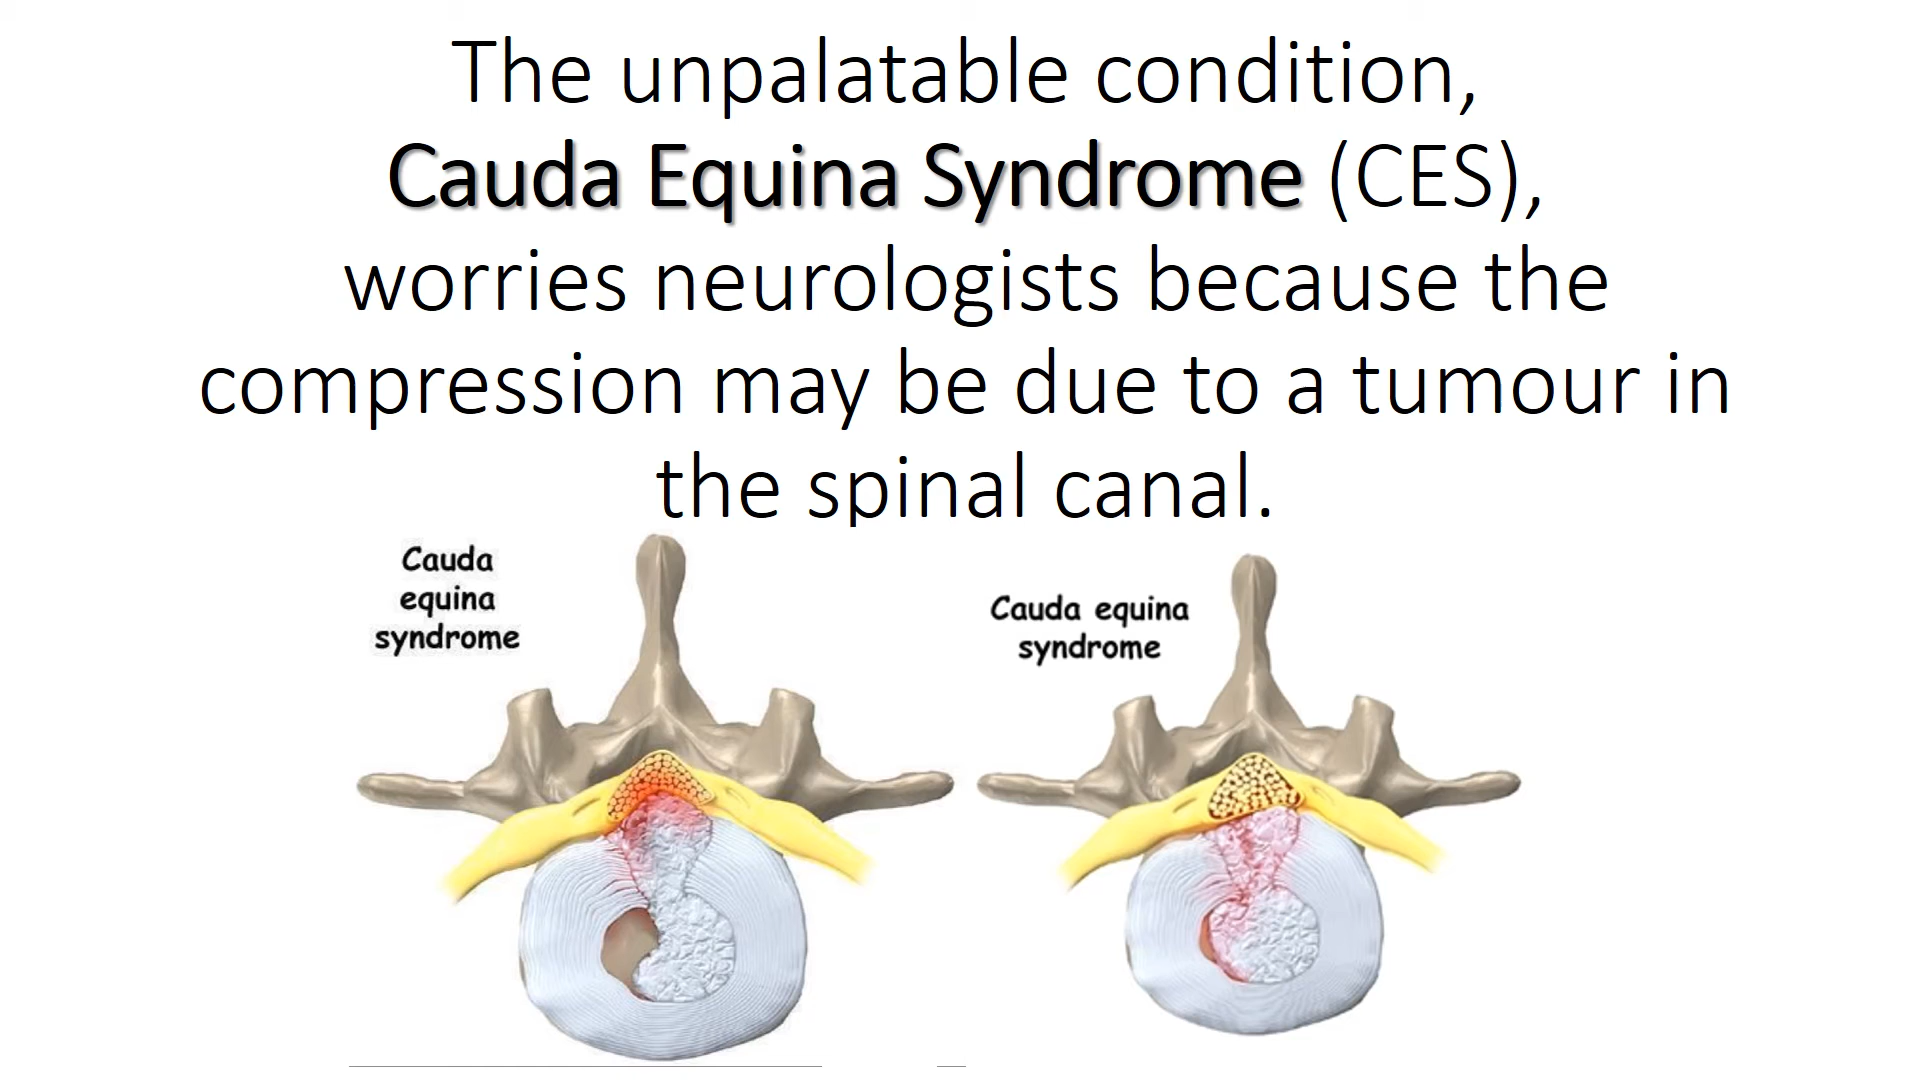 The unpalatable condition,
Cauda Equina Syndrome (CES),
worries neurologists because the
compression may be due to a tumour in
the spinal canal.
Cauda
equina
syndrome
Cauda equina
syndrome